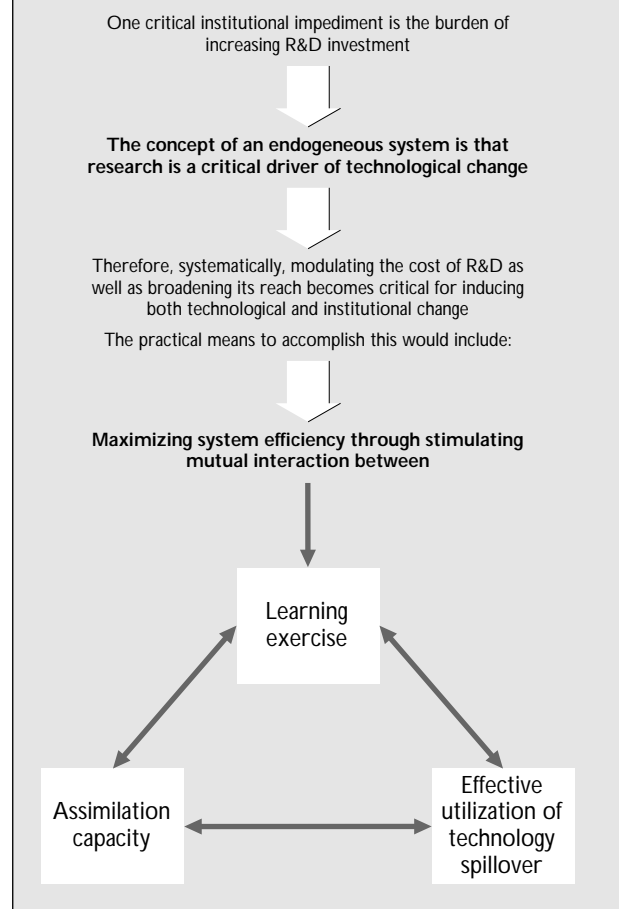 One critical institutional impediment is the burden of
increasing R&D investment
The concept of an endogeneous system is that
research is a critical driver of technological change
Therefore, systematically, modulating the cost of R&D as
well as broadening its reach becomes critical for inducing
both technological and institutional change
The practical means to accomplish this would include:
Maximizing system efficiency through stimulating
mutual interaction between
Learning
exercise
Assimilation
capacity
Effective
utilization of
technology
spillover